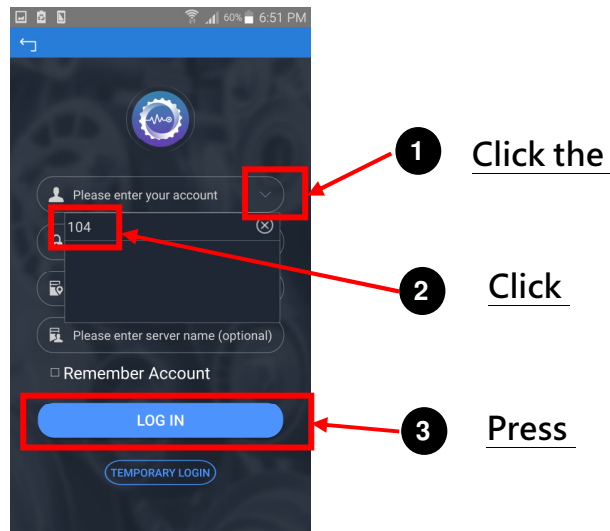 60% 6:51 PM
Please enter your account
1 Click the
104
2 Click
Please enter server name (optional)
Remember Account
LOG IN
3 Press
TEMPORARY LOGIN